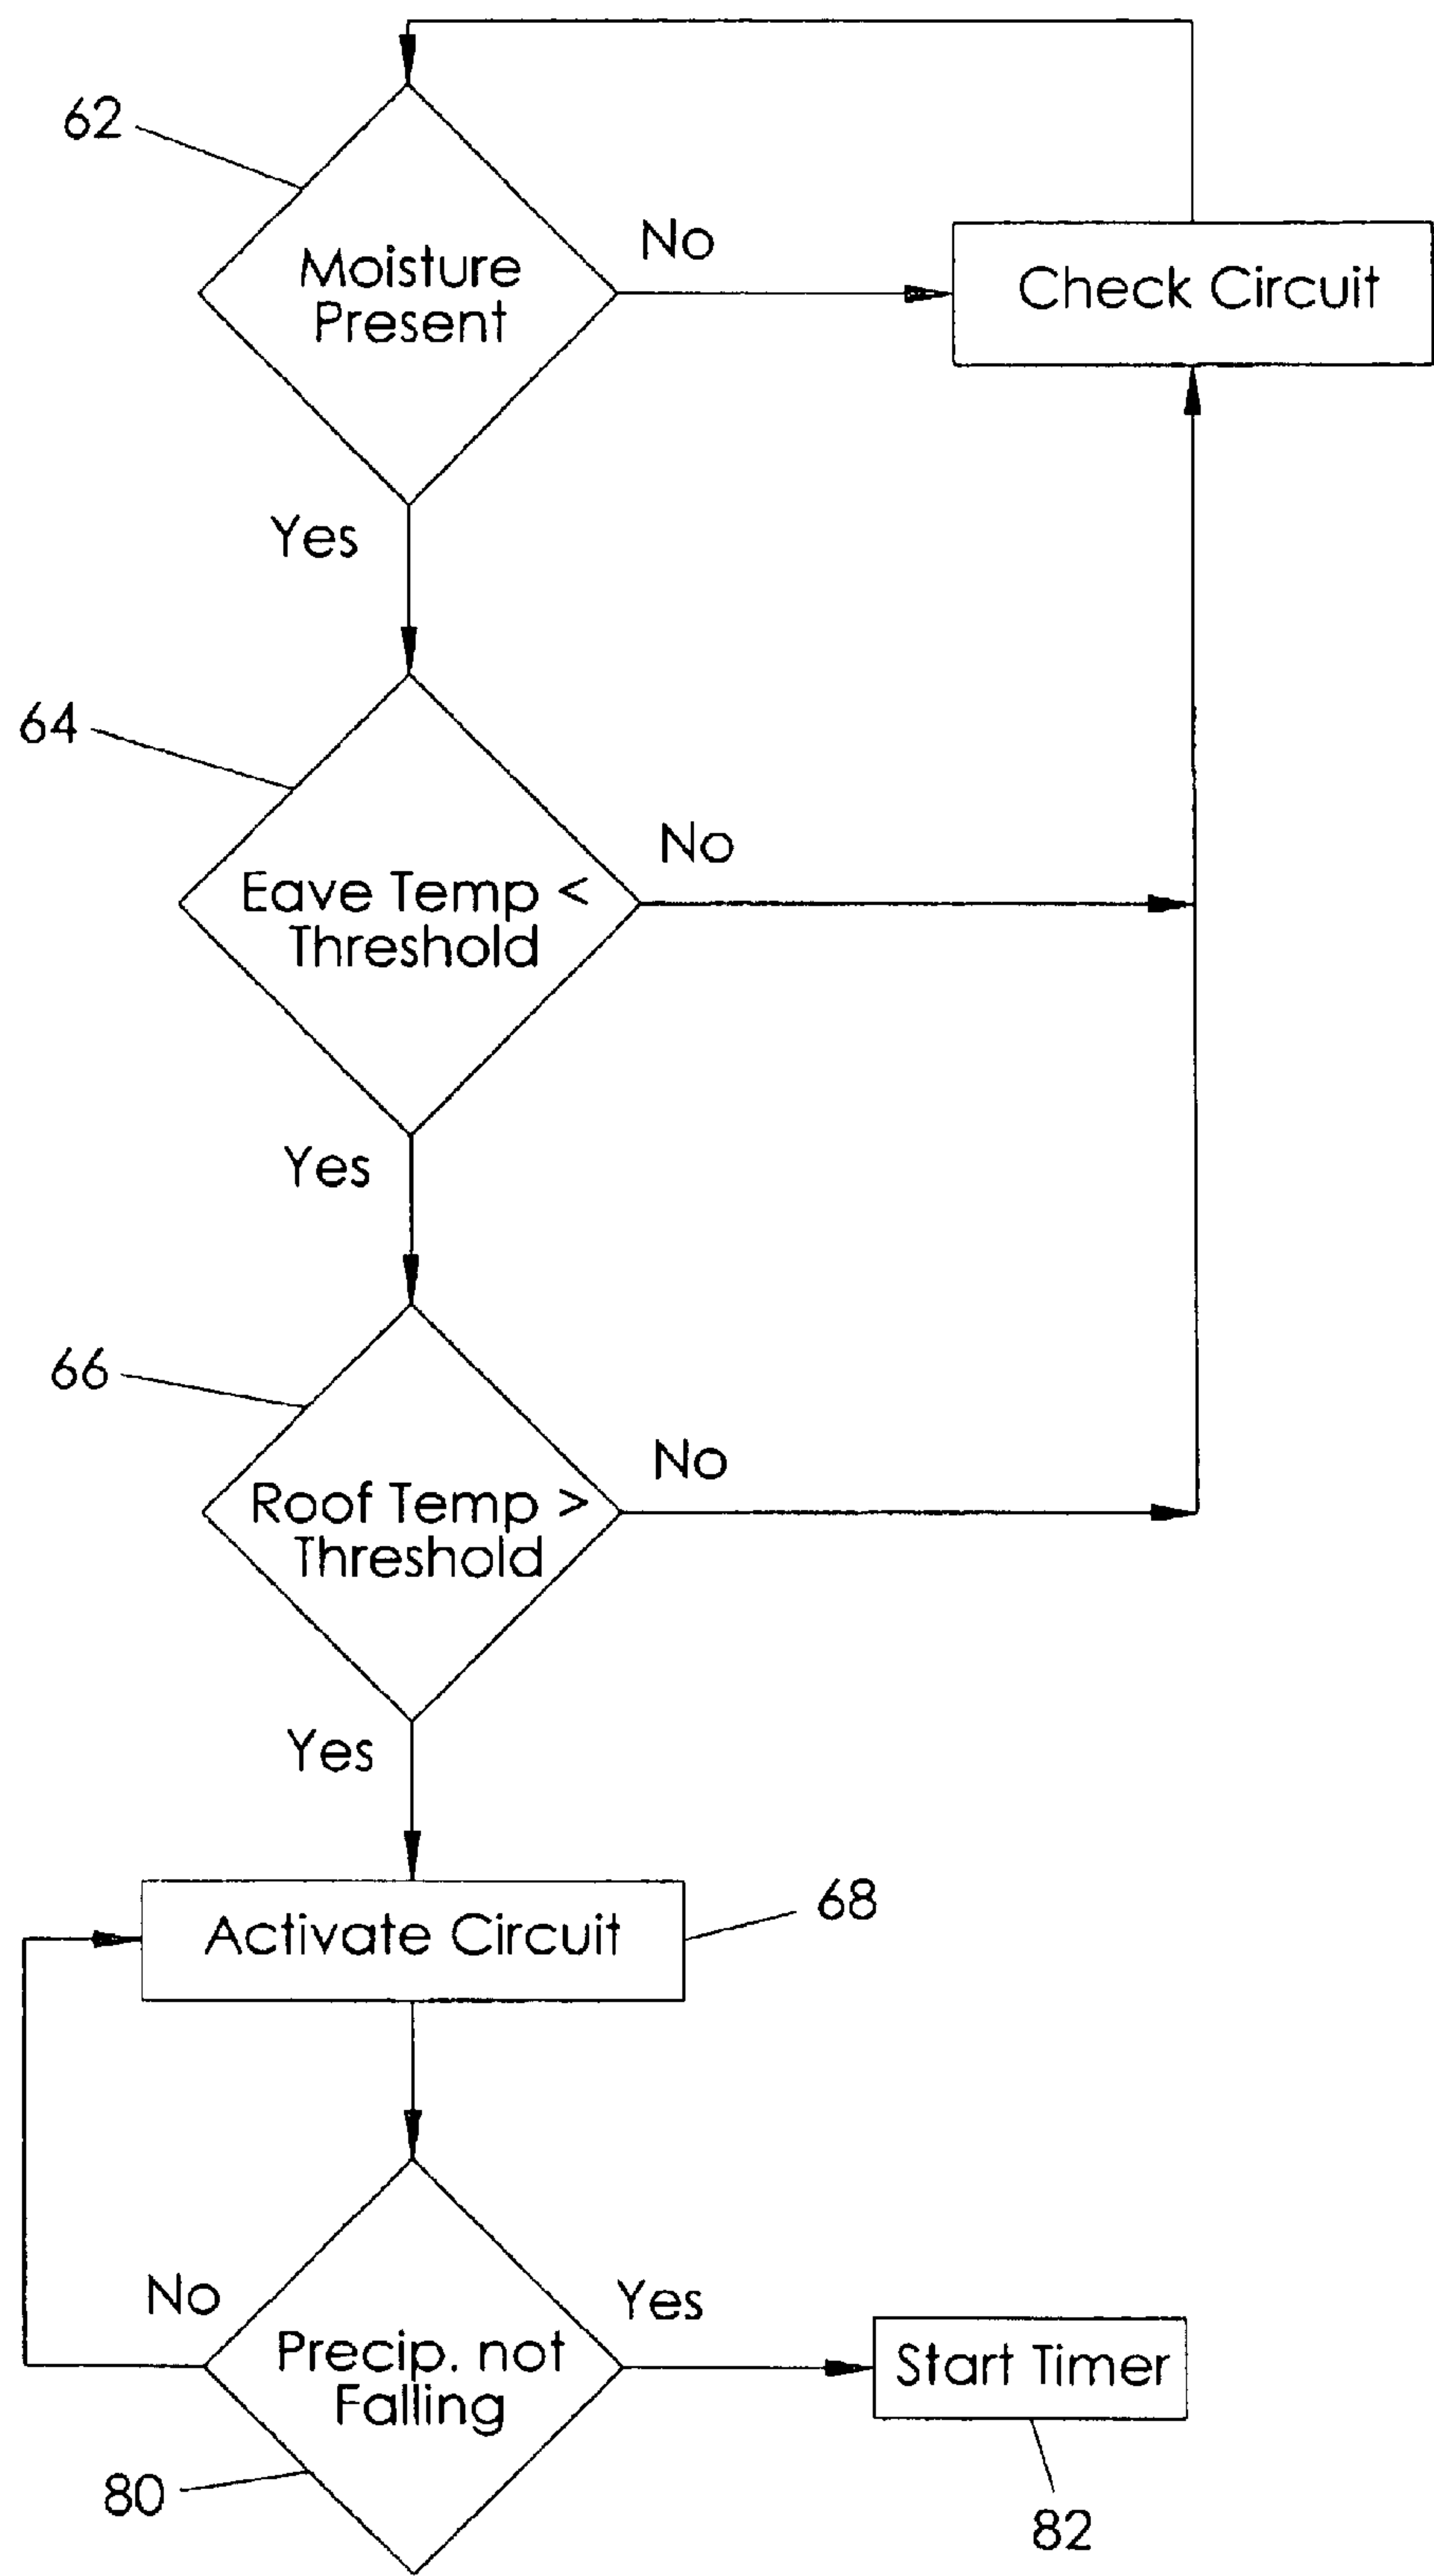 62
Moisture
Present
No
Check Circuit
Yes
64
Eave Temp <
Threshold
No
Yes
66
Roof Temp >
Threshold
No
Yes
Activate Circuit
68
No
Precip. not
Falling
Yes
Start Timer
80
82